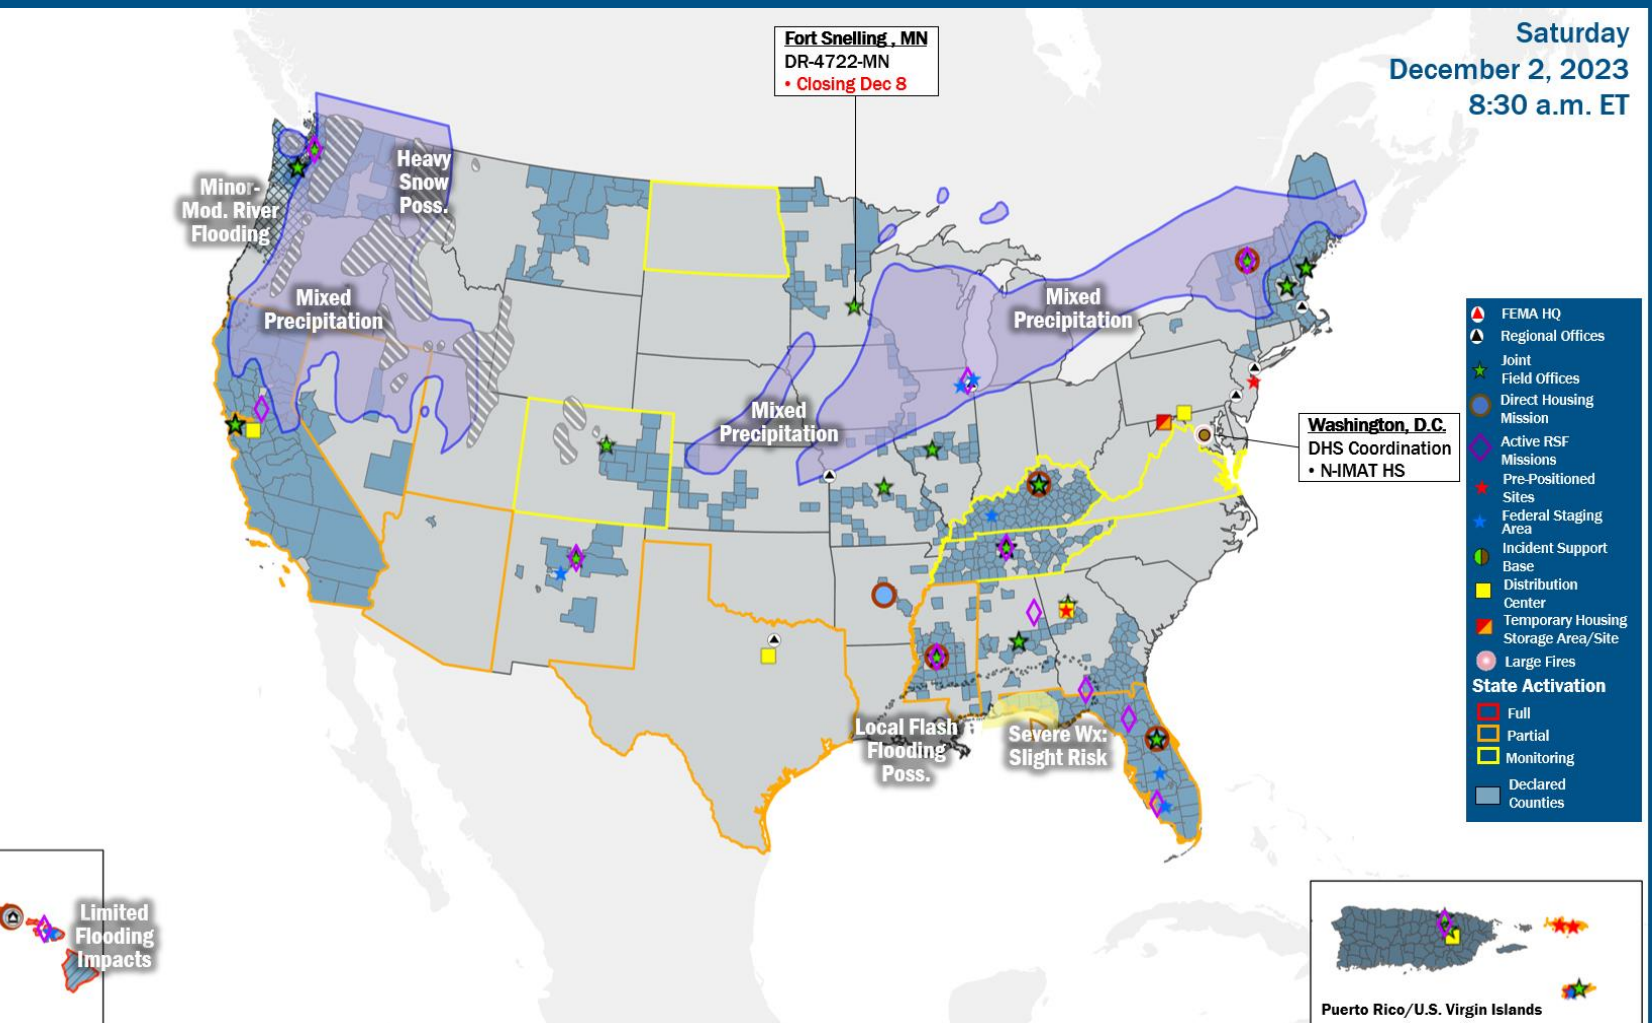 Saturday
December 2, 2023
8:30 a.m. ET
Fort Snelling , MN
DR-4722-MN
• Closing Dec 8
Heavy
Snow
Poss.
Minor-
Mod. River
Flooding
Mixed
Precipitation
Mixed
Precipitation
Mixed
Precipitation
Washington, D.C.
DHS Coordination
• N-IMAT HS
Local Flash
Flooding
Poss.
Severe Wx:
Slight Risk
Limited
Flooding
Impacts
FEMA HQ
Regional Offices
Joint
Field Offices
Direct Housing
Mission
Active RSF
Missions
Pre-Positioned
Sites
Federal Staging
Area
Incident Support
Base
Distribution
Center
Temporary Housing
Storage Area/Site
Large Fires
State Activation
Full
Partial
Monitoring
Declared
Counties
Puerto Rico/U.S. Virgin Islands